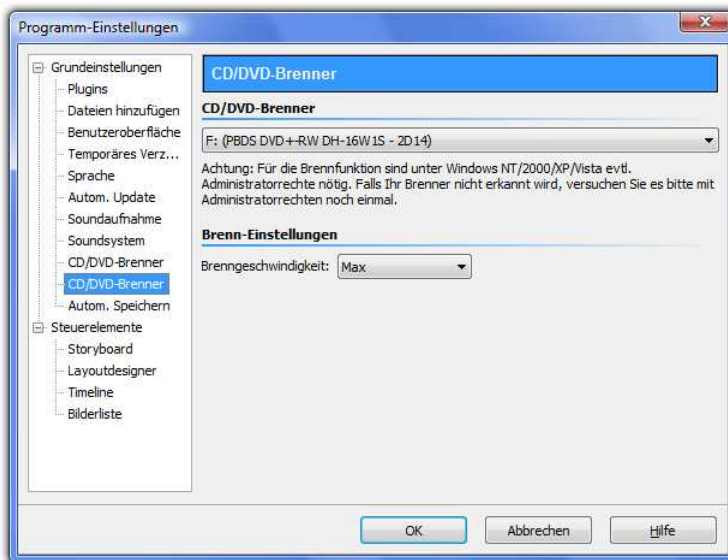 Programm-Einstellungen
Grundeinstellungen
Plugins
Dateien hinzufügen
Benutzeroberfläche
Temporäres Verz...
Sprache
Autom. Update
Soundaufnahme
Soundsystem
CD/DVD-Brenner
CD/DVD-Brenner
Autom. Speichern
Steuerelemente
Storyboard
Layoutdesigner
Timeline
Bilderliste
CD/DVD-Brenner
CD/DVD-Brenner
F: (PBDS DVD+-RW DH-16W1S - 2D14)
Achtung: Für die Brennfunktion sind unter Windows NT/2000/XP/Vista evtl.
Administratorrechte nötig. Falls Ihr Brenner nicht erkannt wird, versuchen Sie es bitte mit
Administratorrechten noch einmal.
Brenn-Einstellungen
Brenngeschwindigkeit: Max
OK
Abbrechen
Hilfe